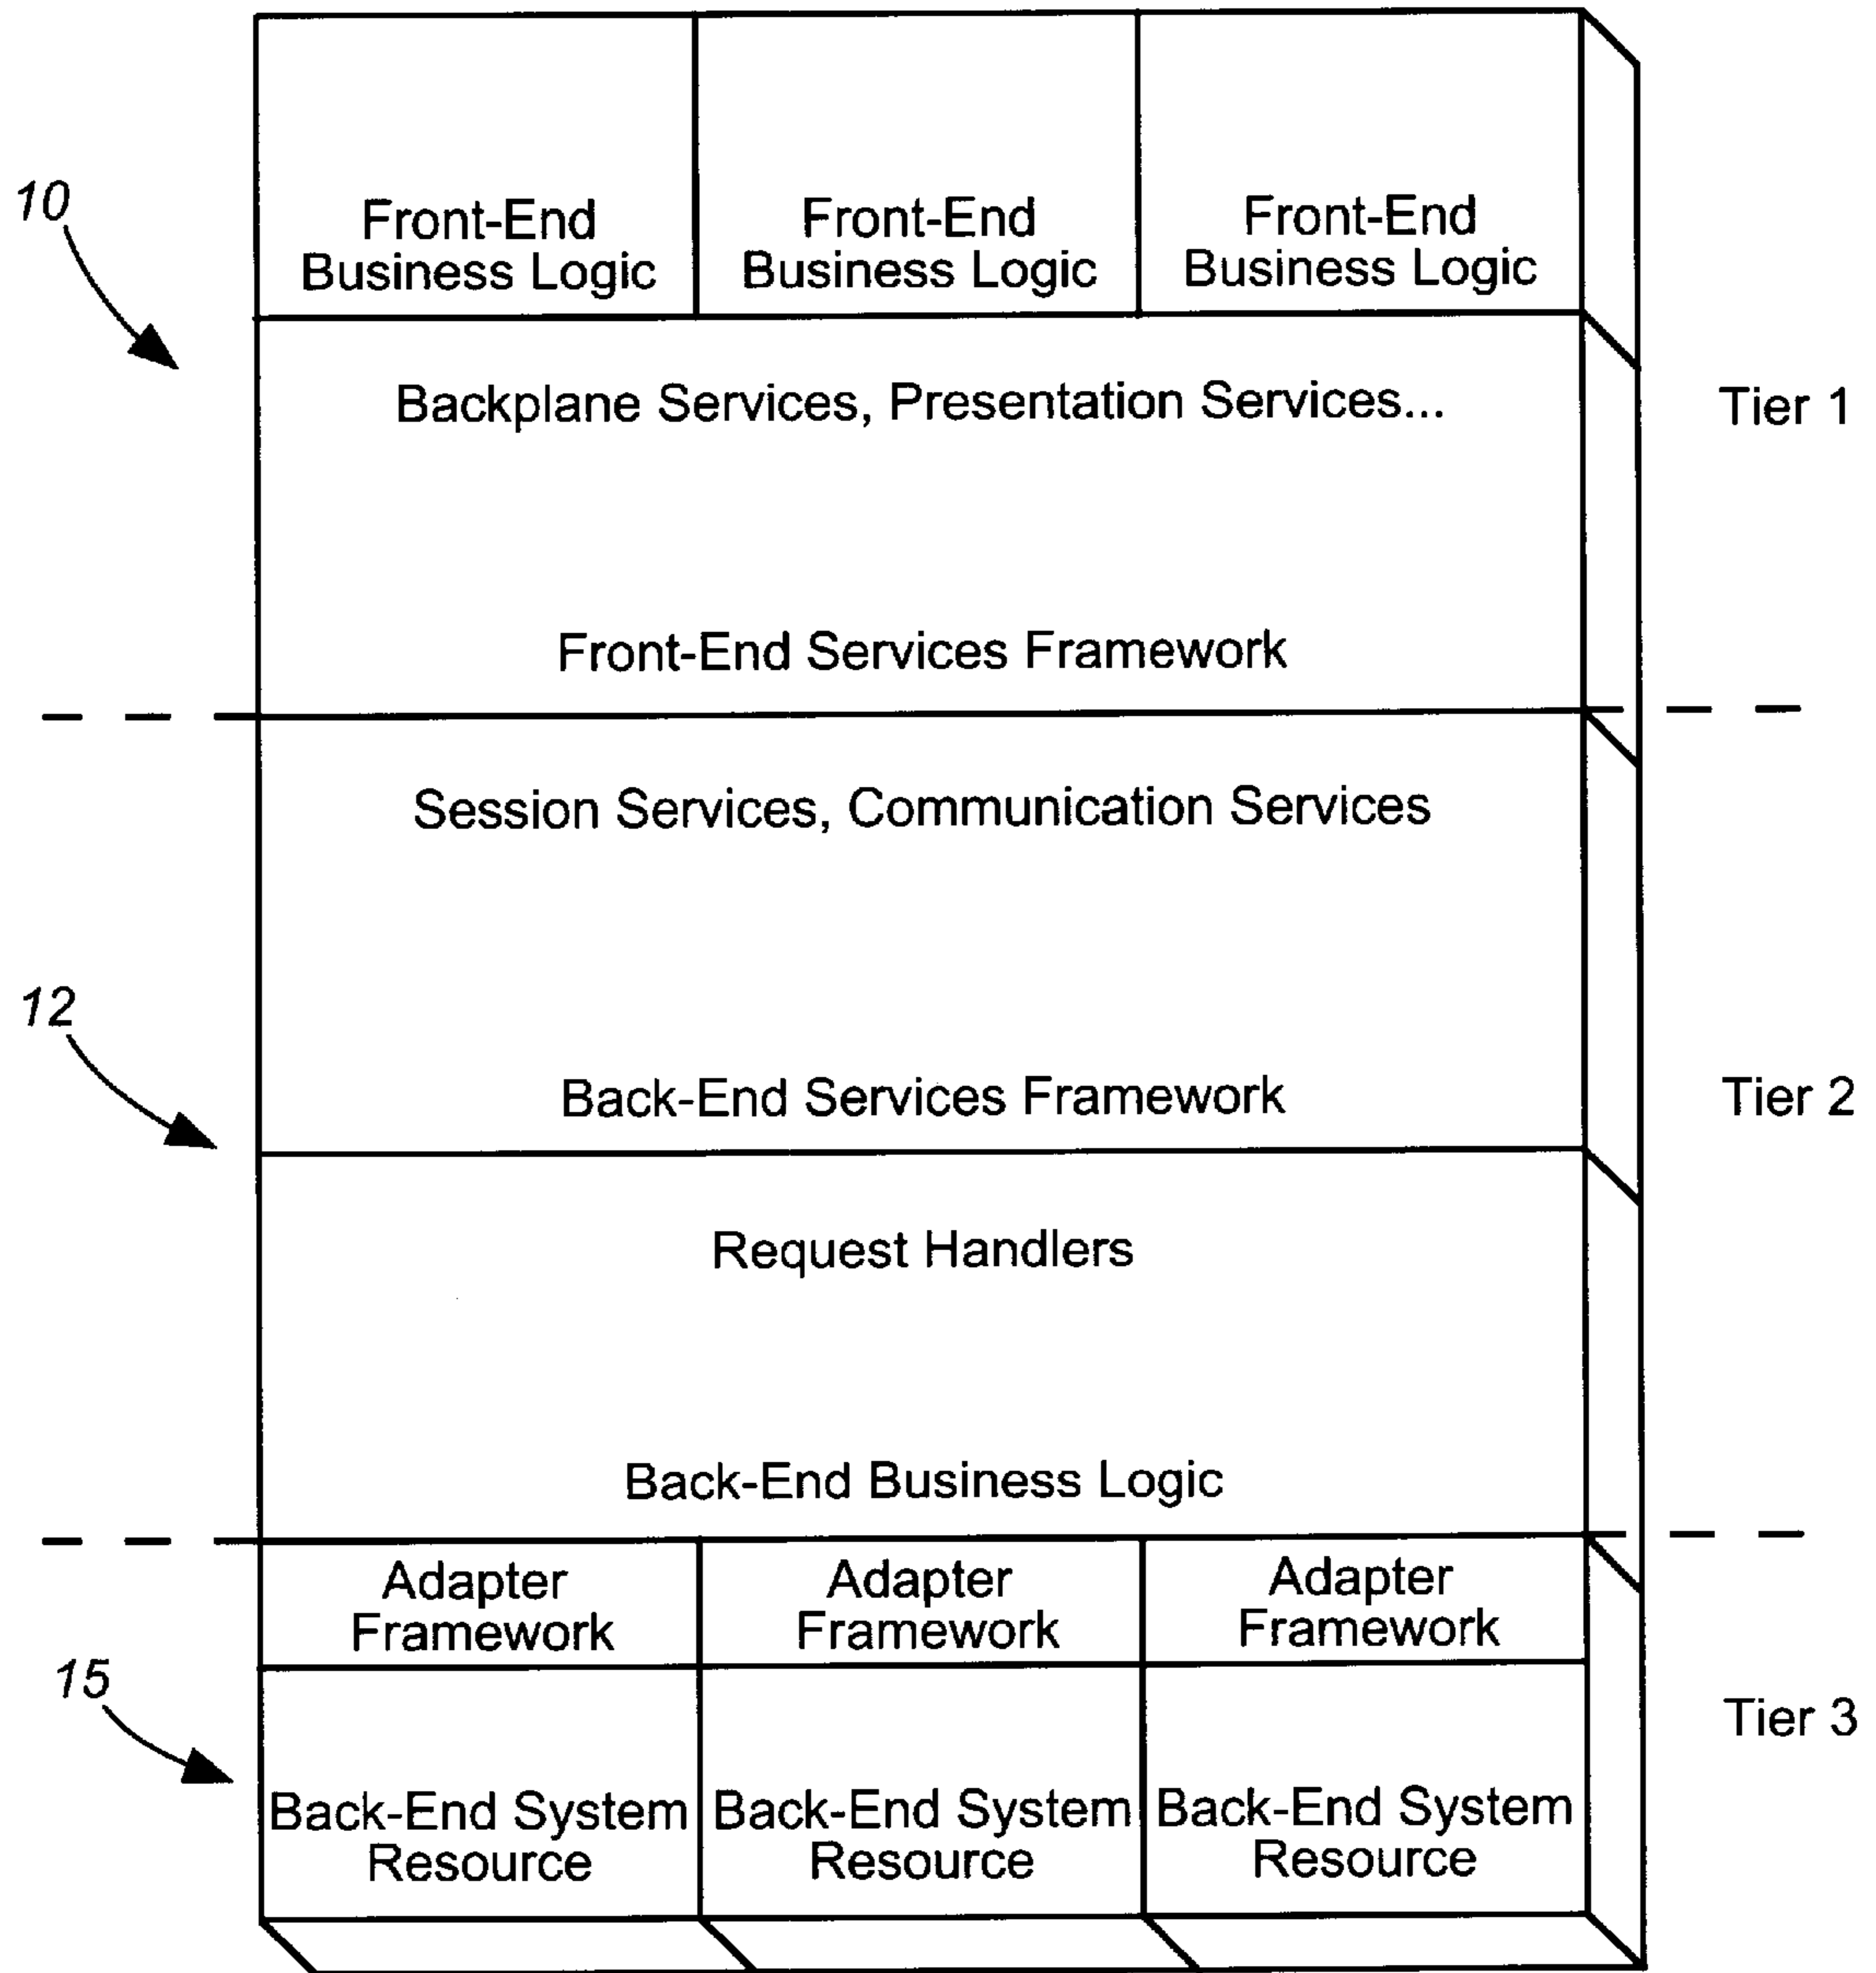 10
Front-End
Business Logic
Front-End
Business Logic
Front-End
Business Logic
Backplane Services, Presentation Services...
Tier 1
Front-End Services Framework
Session Services, Communication Services
12
Back-End Services Framework
Tier 2
Request Handlers
Back-End Business Logic
Adapter
Framework
Adapter
Framework
Adapter
Framework
15
Tier 3
Back-End System
Resource
Back-End System
Resource
Back-End System
Resource